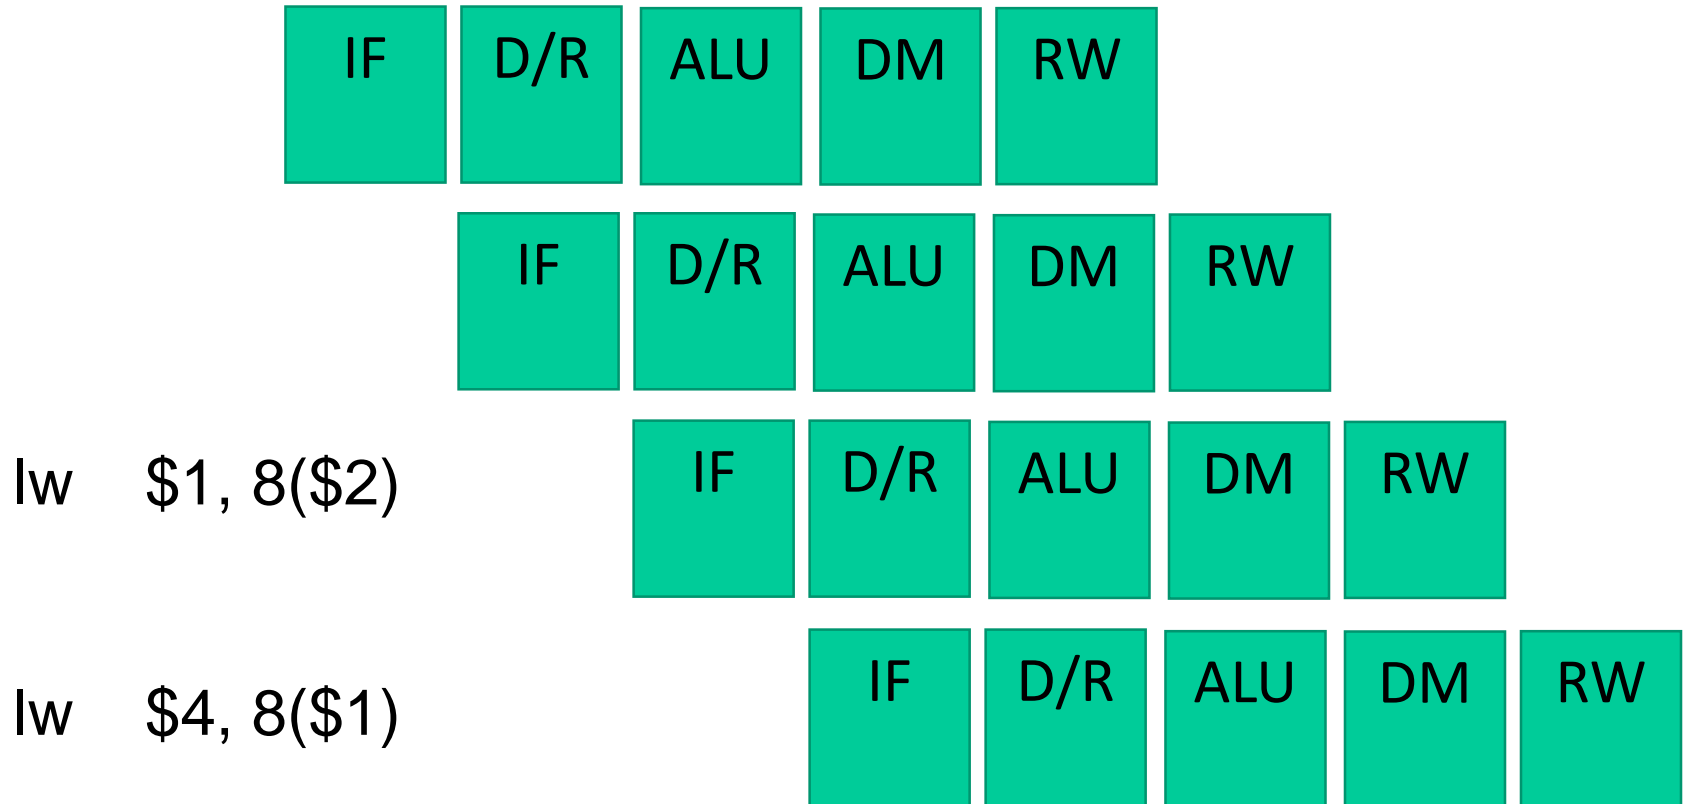 IF D/R ALU DM RW
IF D/R ALU DM RW
lw $1, 8($2) IF D/R ALU DM RW
lw $4, 8($1) IF D/R ALU DM RW